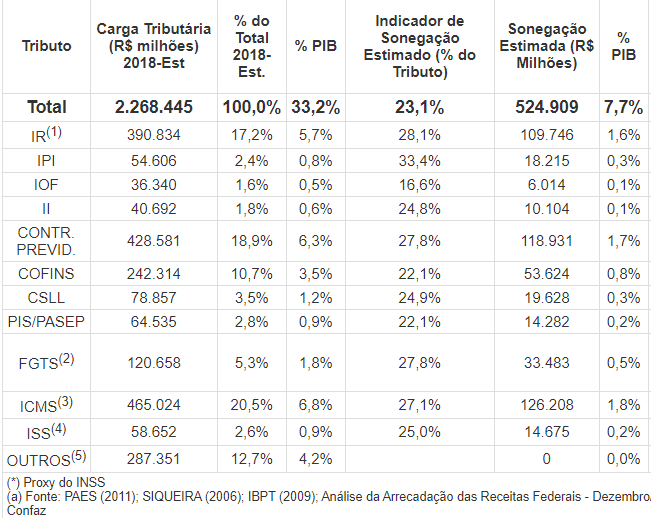 Tributo | Carga Tributária (R$ milhões) 2018-Est | % do Total 2018-Est. | % PIB | Indicador de Sonegação Estimado (% do Tributo) | Sonegação Estimada (R$ Milhões) | % PIB
Total | 2.268.445 | 100,0% | 33,2% | 23,1% | 524.909 | 7,7%
IR(1) | 390.834 | 17,2% | 5,7% | 28,1% | 109.746 | 1,6%
IPI | 54.606 | 2,4% | 0,8% | 33,4% | 18.215 | 0,3%
IOF | 36.340 | 1,6% | 0,5% | 16,6% | 6.014 | 0,1%
II | 40.692 | 1,8% | 0,6% | 24,8% | 10.104 | 0,1%
CONTR. PREVID. | 428.581 | 18,9% | 6,3% | 27,8% | 118.931 | 1,7%
COFINS | 242.314 | 10,7% | 3,5% | 22,1% | 53.624 | 0,8%
CSLL | 78.857 | 3,5% | 1,2% | 24,9% | 19.628 | 0,3%
PIS/PASEP | 64.535 | 2,8% | 0,9% | 22,1% | 14.282 | 0,2%
FGTS(2) | 120.658 | 5,3% | 1,8% | 27,8% | 33.483 | 0,5%
ICMS(3) | 465.024 | 20,5% | 6,8% | 27,1% | 126.208 | 1,8%
ISS(4) | 58.652 | 2,6% | 0,9% | 25,0% | 14.675 | 0,2%
OUTROS(5) | 287.351 | 12,7% | 4,2% | | 0 | 0,0%
(*) Proxy do INSS
(a) Fonte: PAES (2011); SIQUEIRA (2006); IBPT (2009); Análise da Arrecadação das Receitas Federais - Dezembro/
Confaz